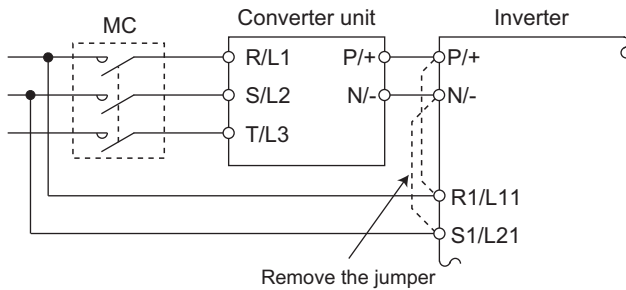 MC
Converter unit
Inverter
R/L1
P/+
P/+
S/L2
N/-
N/-
T/L3
R1/L11
S1/L21
Remove the jumper